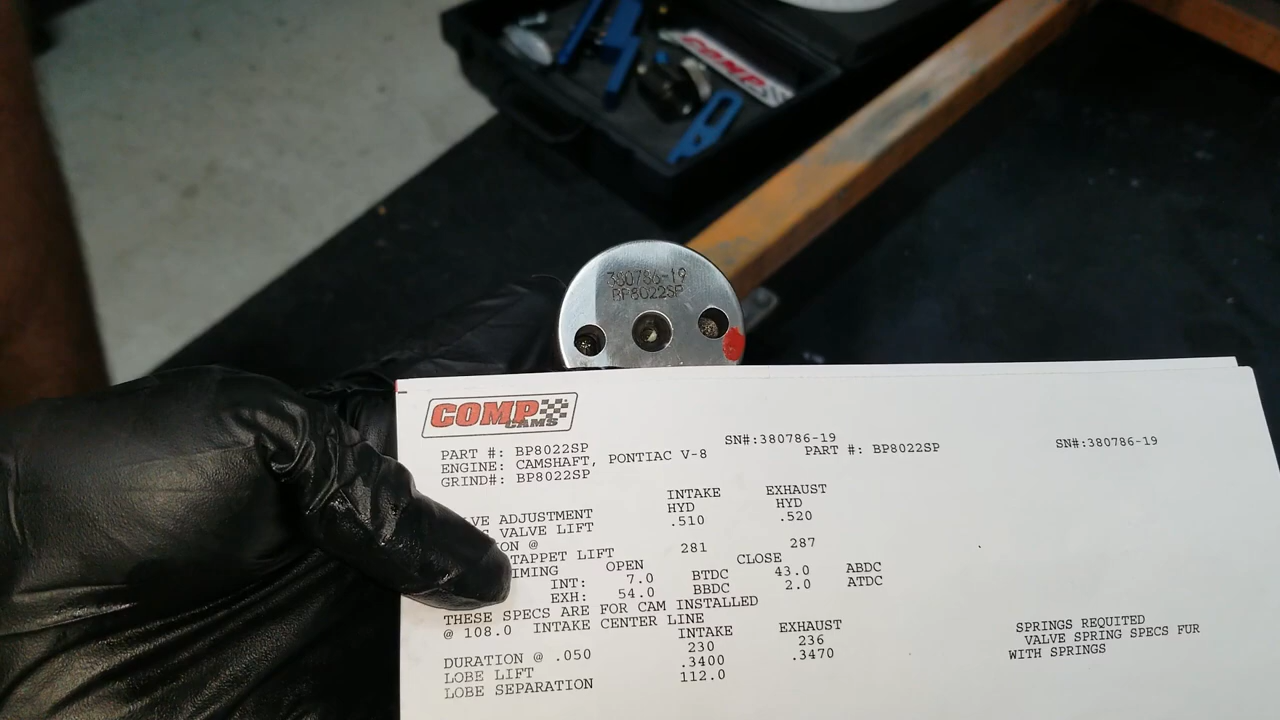 COMP
380786-19
BP8022SP
COMP
CAMS
SN#:380786-19
PART #: BP8022SP PART #: BP8022SP SN#:380786-19
ENGINE: CAMSHAFT, PONTIAC V-8
GRIND#: BP8022SP
INTAKE EXHAUST
ADJUSTMENT HYD HYD
VALVE LIFT .510 .520
@
TAPPET LIFT 281 287
OPEN CLOSE
INT: 7.0 BTDC 43.0 ABDC
EXH: 54.0 BBDC 2.0 ATDC
THESE SPECS ARE FOR CAM INSTALLED
@ 108.0 INTAKE CENTER LINE
INTAKE EXHAUST
DURATION @ .050 230 236
LOBE LIFT .3400 .3470
LOBE SEPARATION 112.0
SPRINGS REQUITED
VALVE SPRING SPECS FUR
WITH SPRINGS